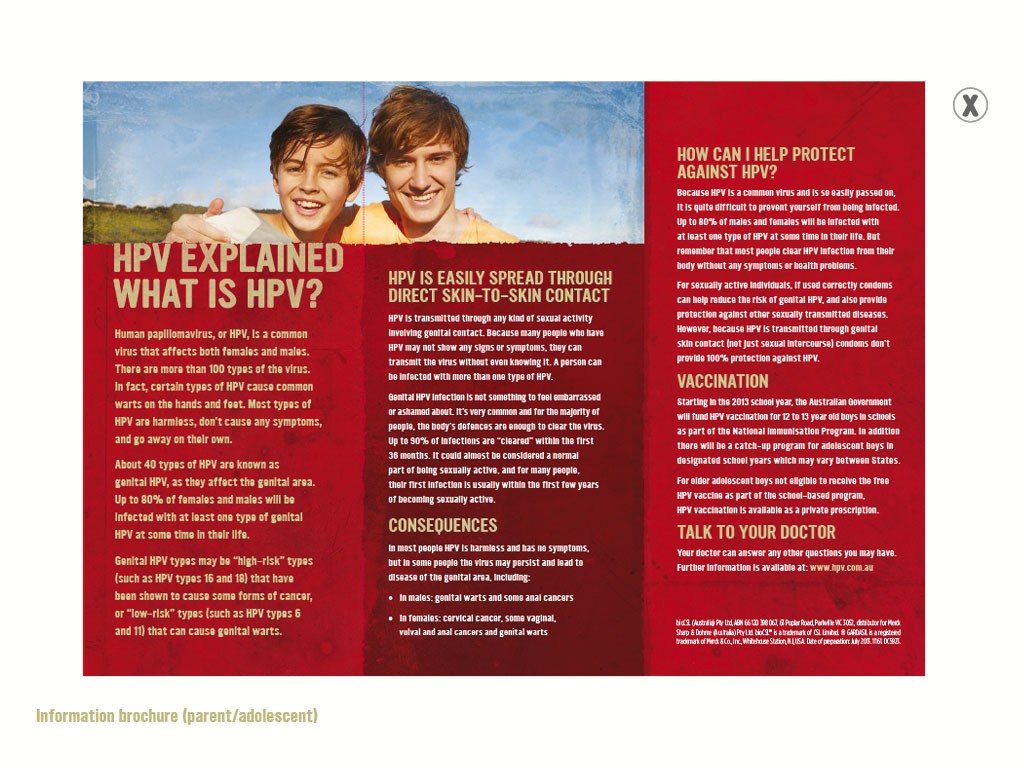 HPV EXPLAINED
WHAT IS HPV?
Human papillomavirus, or HPV, is a common
virus that affects both females and males.
There are more than 100 types of the virus.
In fact, certain types of HPV cause common
warts on the hands and feet. Most types of
HPV are harmless, don't cause any symptoms,
and go away on their own.
About 40 types of HPV are known as
genital HPV, as they affect the genital area.
Up to 80% of females and males will be
infected with at least one type of genital
HPV at some time in their life.
Genital HPV types may be "high-risk" types
(such as HPV types 16 and 18) that have
been shown to cause some forms of cancer,
or "low-risk" types (such as HPV types 6
and 11) that can cause genital warts.
HPV IS EASILY SPREAD THROUGH
DIRECT SKIN-TO-SKIN CONTACT
HPV is transmitted through any kind of sexual activity
involving genital contact. Because many people who have
HPV may not show any signs or symptoms, they can
transmit the virus without even knowing it. A person can
be infected with more than one type of HPV.
Genital HPV infection is not something to feel embarrassed
or ashamed about. It's very common and for the majority of
people, the body's defences are enough to clear the virus.
Up to 90% of infections are "cleared" within the first
36 months. It could almost be considered a normal
part of being sexually active, and for many people,
their first infection is usually within the first few years
of becoming sexually active.
CONSEQUENCES
In most people HPV is harmless and has no symptoms,
but in some people the virus may persist and lead to
disease of the genital area, including:
• In males: genital warts and some anal cancers
• In females: cervical cancer, some vaginal,
vulval and anal cancers and genital warts
HOW CAN I HELP PROTECT
AGAINST HPV?
Because HPV is a common virus and is so easily passed on,
it is quite difficult to prevent yourself from being infected.
Up to 80% of males and females will be infected with
at least one type of HPV at some time in their life. But
remember that most people clear HPV infection from their
body without any symptoms or health problems.
For sexually active individuals, if used correctly condoms
can help reduce the risk of genital HPV, and also provide
protection against other sexually transmitted diseases.
However, because HPV is transmitted through genital
skin contact (not just sexual intercourse) condoms don't
provide 100% protection against HPV.
VACCINATION
Starting in the 2013 school year, the Australian Government
will fund HPV vaccination for 12 to 13 year old boys in schools
as part of the National Immunisation Program. In addition
there will be a catch-up program for adolescent boys in
designated school years which may vary between States.
For older adolescent boys not eligible to receive the free
HPV vaccine as part of the school-based program,
HPV vaccination is available as a private prescription.
TALK TO YOUR DOCTOR
Your doctor can answer any other questions you may have.
Further information is available at: www.hpv.com.au
bioCSL (Australia) Pty Ltd, ABN 66 120 398 067, 63 Poplar Road, Parkville VIC 3052, distributor for Merck
Sharp & Dohme (Australia) Pty Ltd. bioCSL™ is a trademark of CSL Limited. ® GARDASIL is a registered
trademark of Merck & Co., Inc., Whitehouse Station, NJ, USA. Date of preparation: July 2013.
X
Information brochure (parent/adolescent)